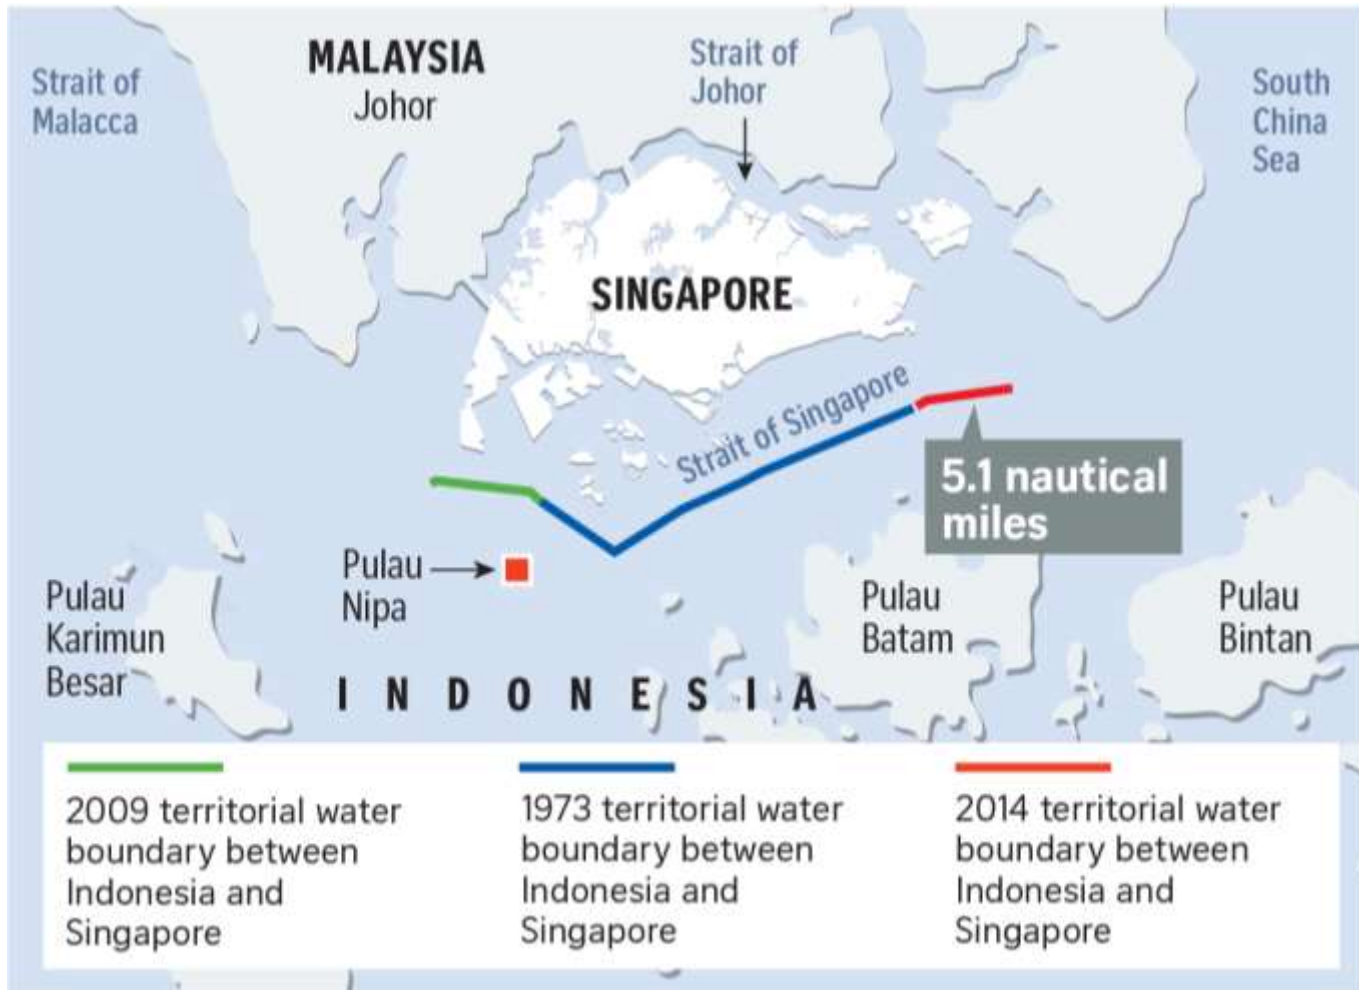 MALAYSIA
Johor
Strait of
Johor
Strait of
Malacca
South
China
Sea
SINGAPORE
Strait of Singapore
5.1 nautical
miles
Pulau
Nipa
Pulau
Karimun
Besar
Pulau
Batam
Pulau
Bintan
INDONESIA
2009 territorial water
boundary between
Indonesia and
Singapore
1973 territorial water
boundary between
Indonesia and
Singapore
2014 territorial water
boundary between
Indonesia and
Singapore